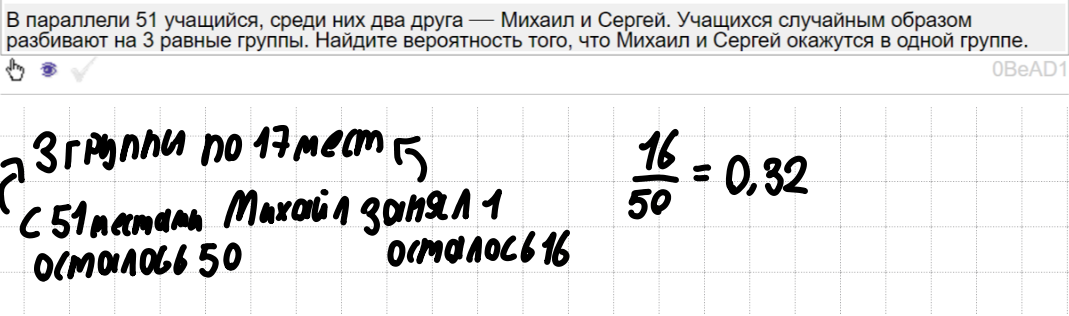 В параллели 51 учащийся, среди них два друга — Михаил и Сергей. Учащихся случайным образом
разбивают на 3 равные группы. Найдите вероятность того, что Михаил и Сергей окажутся в одной группе.
0BeAD1
3 группы по 17 мест
С 51 местами Михаил занял 1
осталось 50 осталось 16
16/50 = 0,32